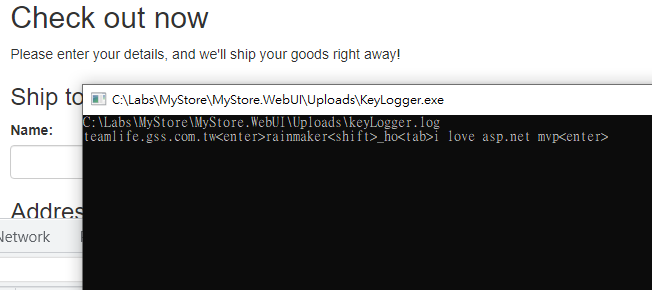 Check out now
Please enter your details, and we'll ship your goods right away!
Ship to
C:\Labs\MyStore\MyStore.WebUI\Uploads\KeyLogger.exe
C:\Labs\MyStore\MyStore.WebUI\Uploads\keyLogger.log
Name:
teamlife.gss.com.tw<enter>rainmaker<shift>_ho<tab>i love asp.net mvp<enter>
Addres
Network